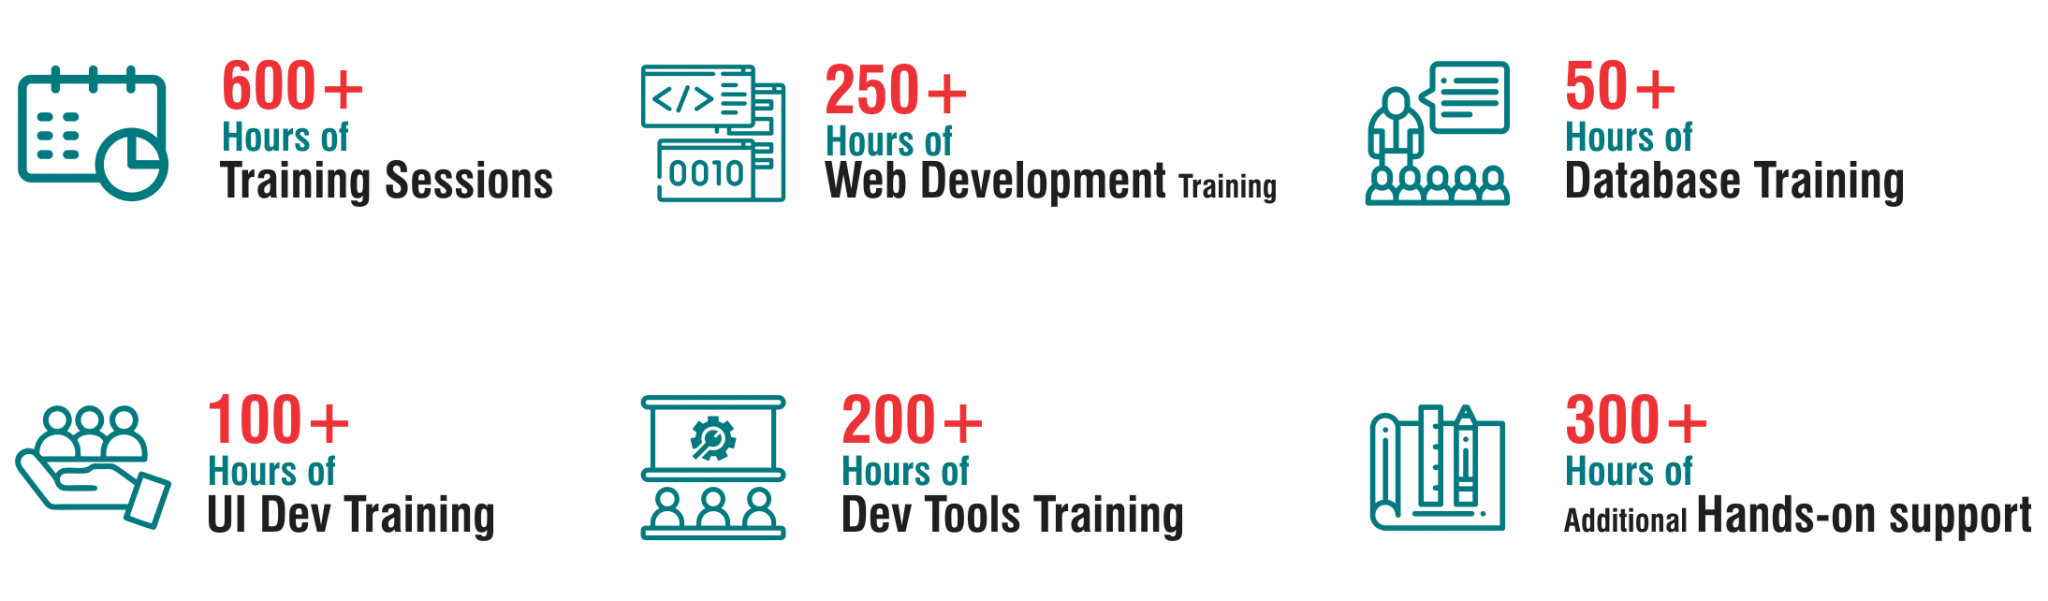 600+
Hours of
Training Sessions
</>
0010
250+
Hours of
Web Development Training
50+
Hours of
Database Training
100+
Hours of
UI Dev Training
200+
Hours of
Dev Tools Training
300+
Hours of
Additional Hands-on support